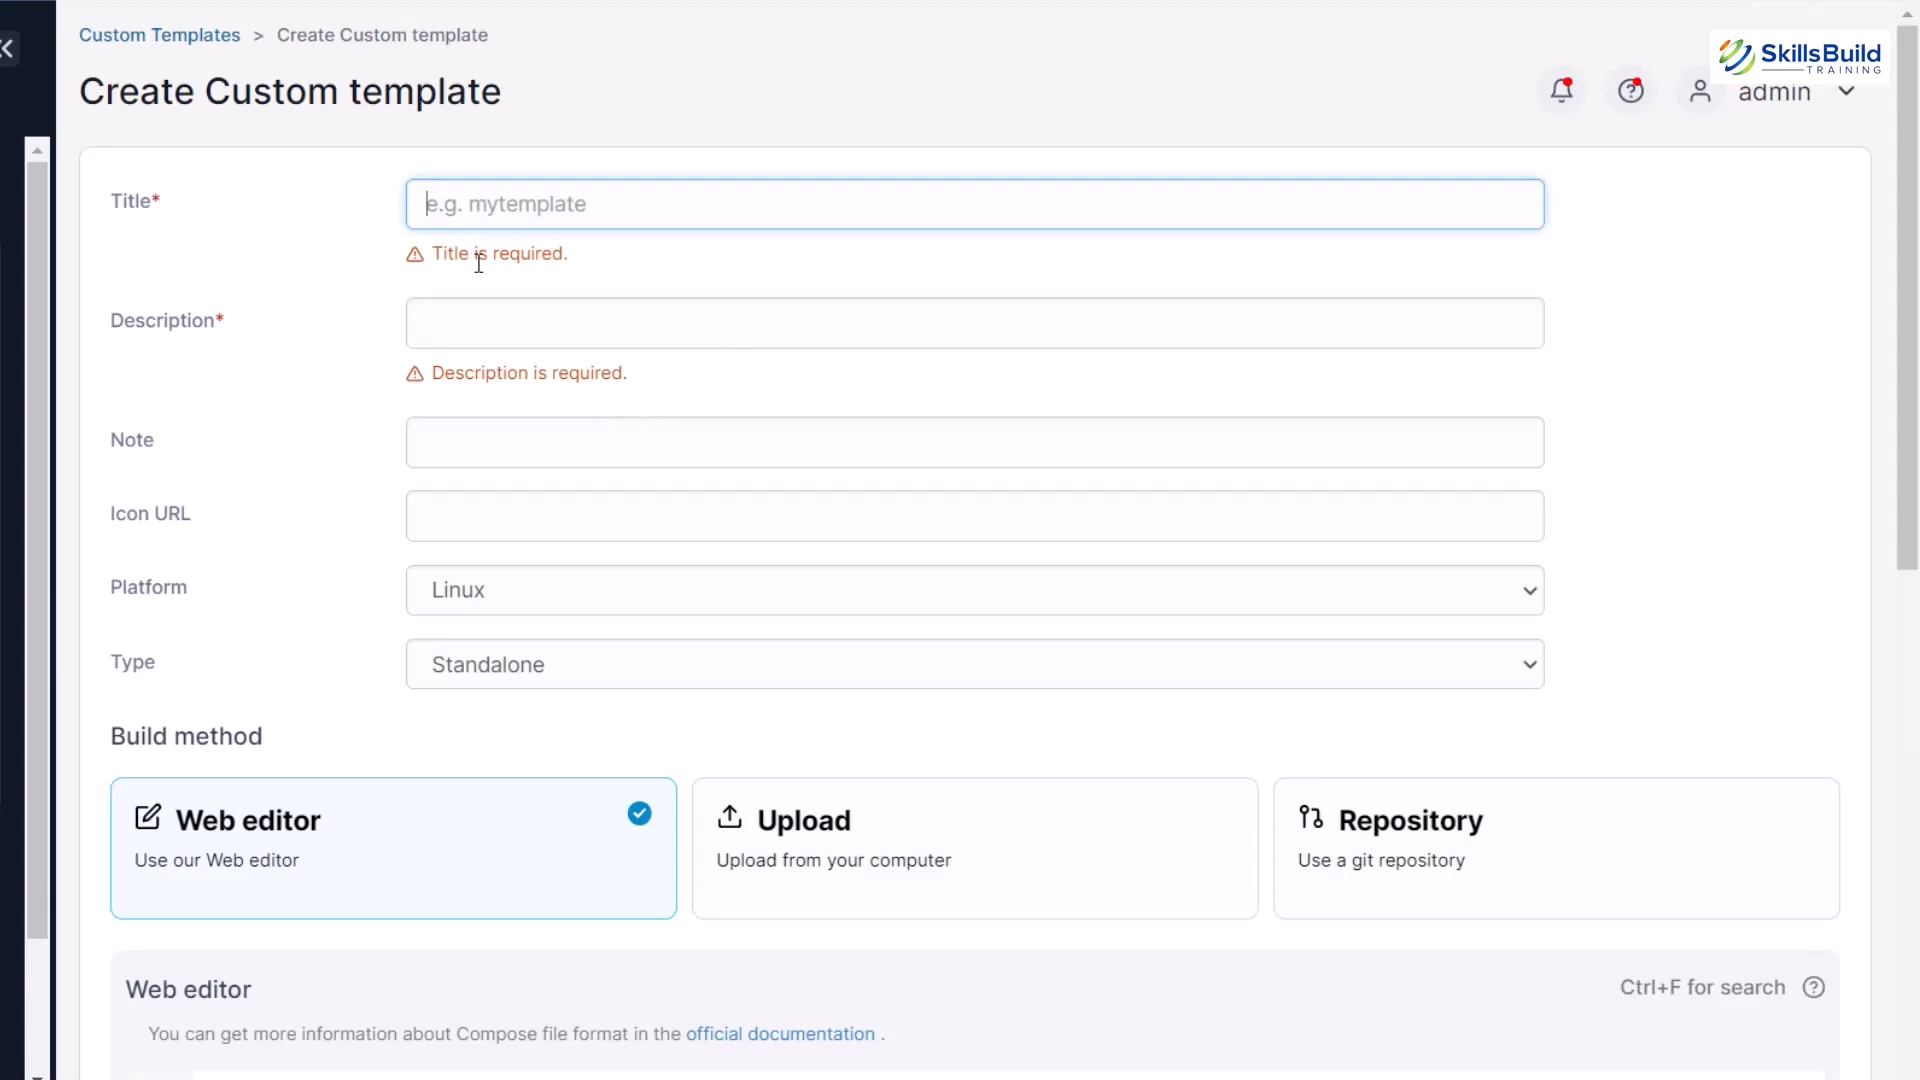 Custom Templates > Create Custom template
SkillsBuild
TRAINING
Create Custom template
admin
Title*
e.g. mytemplate
Title is required.
Description*
Description is required.
Note
Icon URL
Platform
Linux
Type
Standalone
Build method
Web editor
Use our Web editor
Upload
Upload from your computer
Repository
Use a git repository
Web editor
Ctrl+F for search
You can get more information about Compose file format in the official documentation .